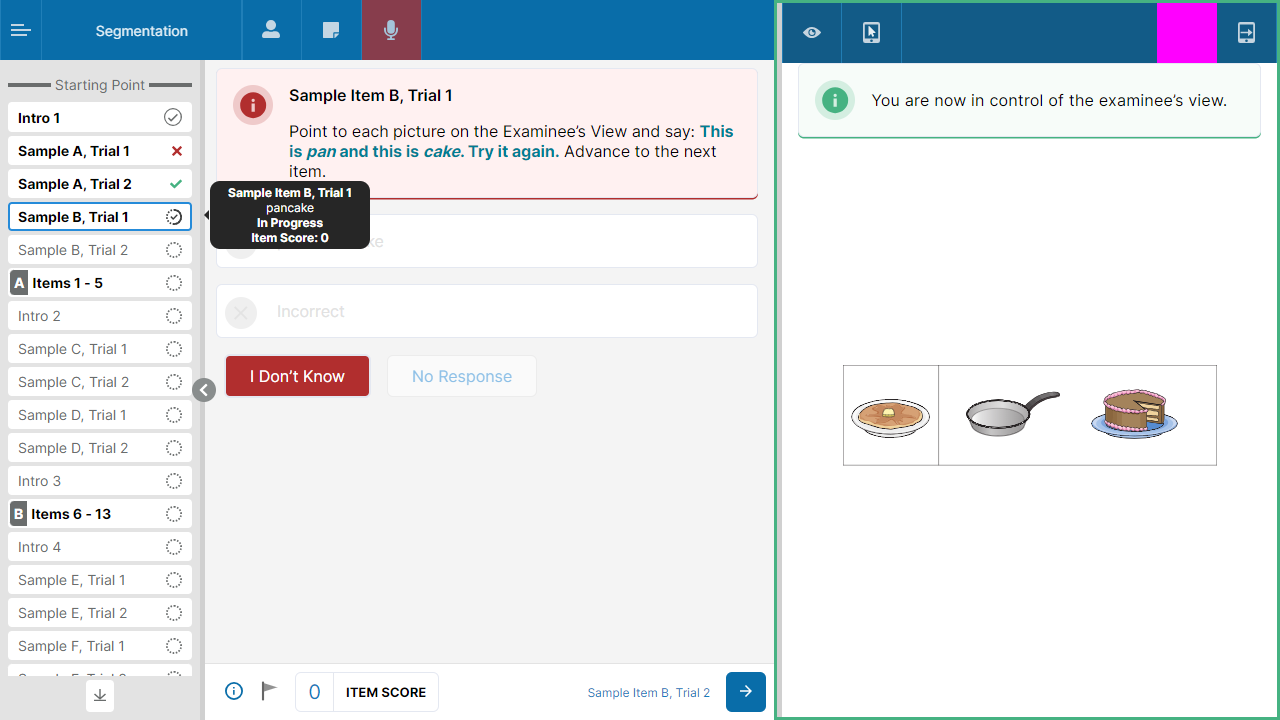 Segmentation
Starting Point
Intro 1
Sample A, Trial 1
Sample A, Trial 2
Sample B, Trial 1
Sample B, Trial 2
A Items 1 - 5
Intro 2
Sample C, Trial 1
Sample C, Trial 2
Sample D, Trial 1
Sample D, Trial 2
Intro 3
B Items 6 - 13
Intro 4
Sample E, Trial 1
Sample E, Trial 2
Sample F, Trial 1
Sample Item B, Trial 1
Point to each picture on the Examinee’s View and say: This
is pan and this is cake. Try it again. Advance to the next
item.
Sample Item B, Trial 1
pancake
In Progress
Item Score: 0
Incorrect
I Don’t Know
No Response
0 ITEM SCORE
Sample Item B, Trial 2
You are now in control of the examinee’s view.